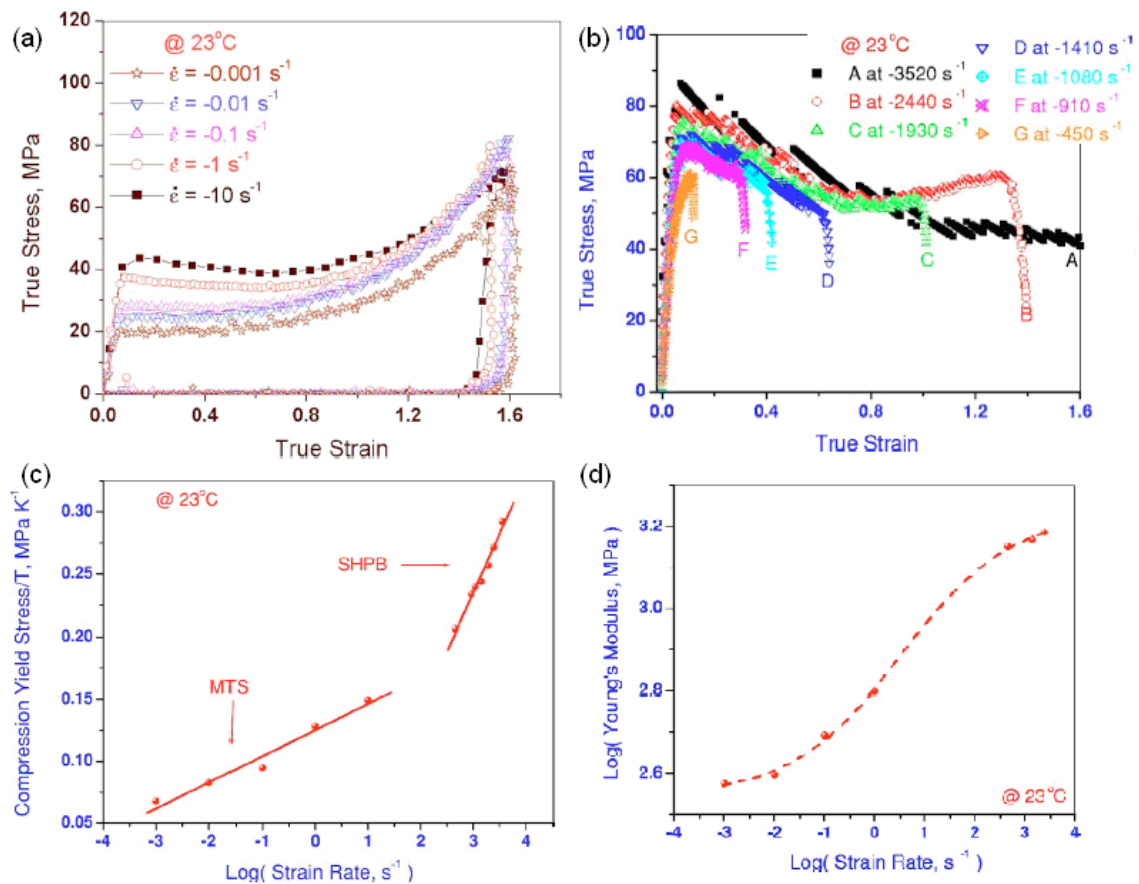 (a)
@ 23°C
ε̇ = -0.001 s⁻¹
ε̇ = -0.01 s⁻¹
ε̇ = -0.1 s⁻¹
ε̇ = -1 s⁻¹
ε̇ = -10 s⁻¹
120
100
80
60
40
20
0
0.0 0.4 0.8 1.2 1.6
True Stress, MPa
True Strain
(b)
@ 23°C
A at -3520 s⁻¹
B at -2440 s⁻¹
C at -1930 s⁻¹
D at -1410 s⁻¹
E at -1080 s⁻¹
F at -910 s⁻¹
G at -450 s⁻¹
100
80
60
40
20
0
G
F
E
D
C
B
A
0.0 0.4 0.8 1.2 1.6
True Stress, MPa
True Strain
(c)
@ 23°C
SHPB
MTS
0.30
0.25
0.20
0.15
0.10
0.05
-4 -3 -2 -1 0 1 2 3 4
Compression Yield Stress/T, MPa K⁻¹
Log( Strain Rate, s⁻¹)
(d)
3.2
3.0
2.8
2.6
@ 23°C
-4 -3 -2 -1 0 1 2 3 4
Log( Young's Modulus, MPa )
Log( Strain Rate, s⁻¹)